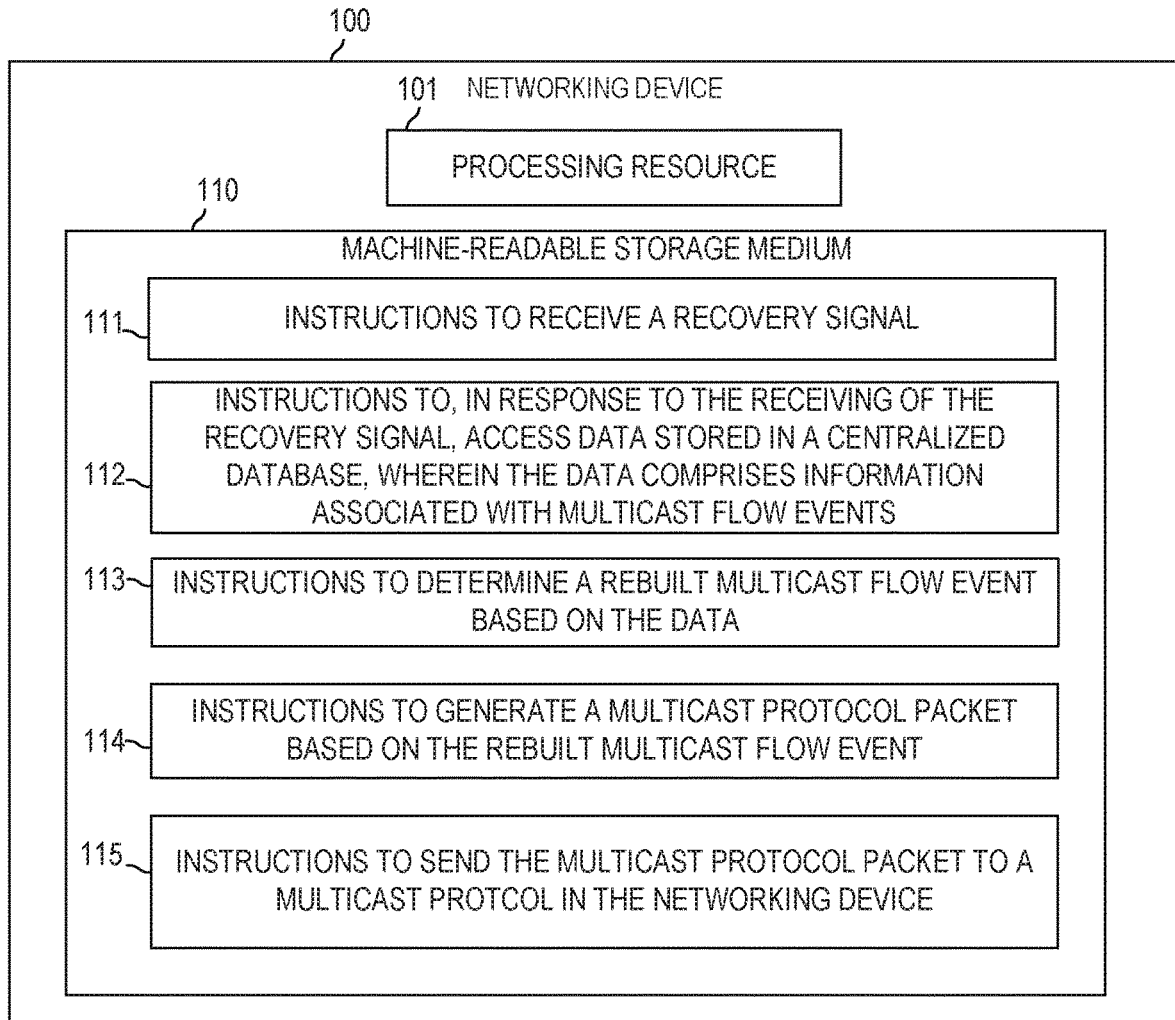 100
NETWORKING DEVICE
101
PROCESSING RESOURCE
110
MACHINE-READABLE STORAGE MEDIUM
111
INSTRUCTIONS TO RECEIVE A RECOVERY SIGNAL
INSTRUCTIONS TO, IN RESPONSE TO THE RECEIVING OF THE
RECOVERY SIGNAL, ACCESS DATA STORED IN A CENTRALIZED
DATABASE, WHEREIN THE DATA COMPRISES INFORMATION
ASSOCIATED WITH MULTICAST FLOW EVENTS
112
113
INSTRUCTIONS TO DETERMINE A REBUILT MULTICAST FLOW EVENT
BASED ON THE DATA
INSTRUCTIONS TO GENERATE A MULTICAST PROTOCOL PACKET
BASED ON THE REBUILT MULTICAST FLOW EVENT
114
115
INSTRUCTIONS TO SEND THE MULTICAST PROTOCOL PACKET TO A
MULTICAST PROTCOL IN THE NETWORKING DEVICE